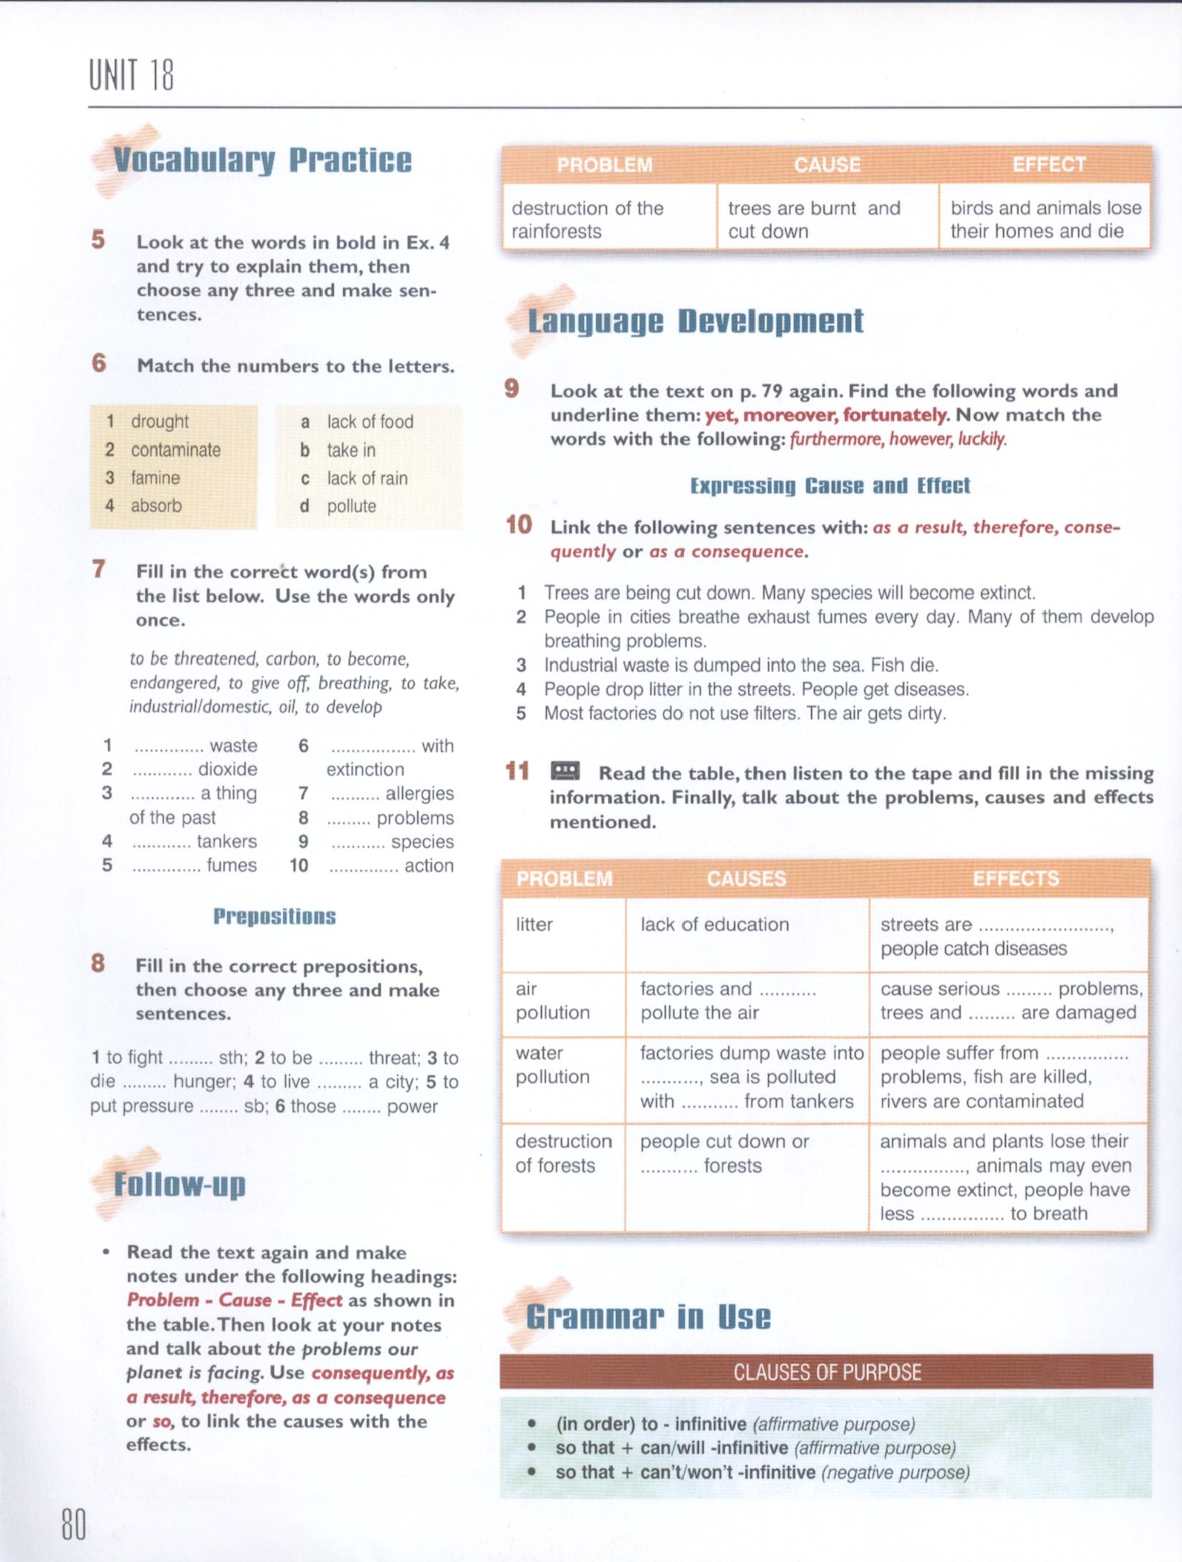 UNIT 18
Vocabulary Practice
5 Look at the words in bold in Ex. 4
and try to explain them, then
choose any three and make sen-
tences.
6 Match the numbers to the letters.
1 drought
2 contaminate
3 famine
4 absorb
a lack of food
b take in
c lack of rain
d pollute
7 Fill in the correct word(s) from
the list below. Use the words only
once.
to be threatened, carbon, to become,
endangered, to give off, breathing, to take,
industrial/domestic, oil, to develop
1 .............. waste
2 ............ dioxide
3 ............. a thing
of the past
4 ............ tankers
5 .............. fumes
6 ................. with
extinction
7 .......... allergies
8 ......... problems
9 ........... species
10 .............. action
Prepositions
8 Fill in the correct prepositions,
then choose any three and make
sentences.
1 to fight ......... sth; 2 to be ......... threat; 3 to
die ......... hunger; 4 to live ......... a city; 5 to
put pressure ........ sb; 6 those ........ power
Follow-up
• Read the text again and make
notes under the following headings:
Problem - Cause - Effect as shown in
the table. Then look at your notes
and talk about the problems our
planet is facing. Use consequently, as
a result, therefore, as a consequence
or so, to link the causes with the
effects.
80
PROBLEM CAUSE EFFECT
destruction of the
rainforests
trees are burnt and
cut down
birds and animals lose
their homes and die
Language Development
9 Look at the text on p. 79 again. Find the following words and
underline them: yet, moreover, fortunately. Now match the
words with the following: furthermore, however, luckily.
Expressing Cause and Effect
10 Link the following sentences with: as a result, therefore, conse-
quently or as a consequence.
1 Trees are being cut down. Many species will become extinct.
2 People in cities breathe exhaust fumes every day. Many of them develop
breathing problems.
3 Industrial waste is dumped into the sea. Fish die.
4 People drop litter in the streets. People get diseases.
5 Most factories do not use filters. The air gets dirty.
11 Read the table, then listen to the tape and fill in the missing
information. Finally, talk about the problems, causes and effects
mentioned.
PROBLEM CAUSES EFFECTS
litter
lack of education
streets are .........................,
people catch diseases
air
pollution
factories and ...........
pollute the air
cause serious ......... problems,
trees and ......... are damaged
water
pollution
factories dump waste into
..........., sea is polluted
with ........... from tankers
people suffer from ................
problems, fish are killed,
rivers are contaminated
destruction
of forests
people cut down or
........... forests
animals and plants lose their
................, animals may even
become extinct, people have
less ................ to breath
Grammar in Use
CLAUSES OF PURPOSE
• (in order) to - infinitive (affirmative purpose)
• so that + can/will -infinitive (affirmative purpose)
• so that + can't/won't -infinitive (negative purpose)